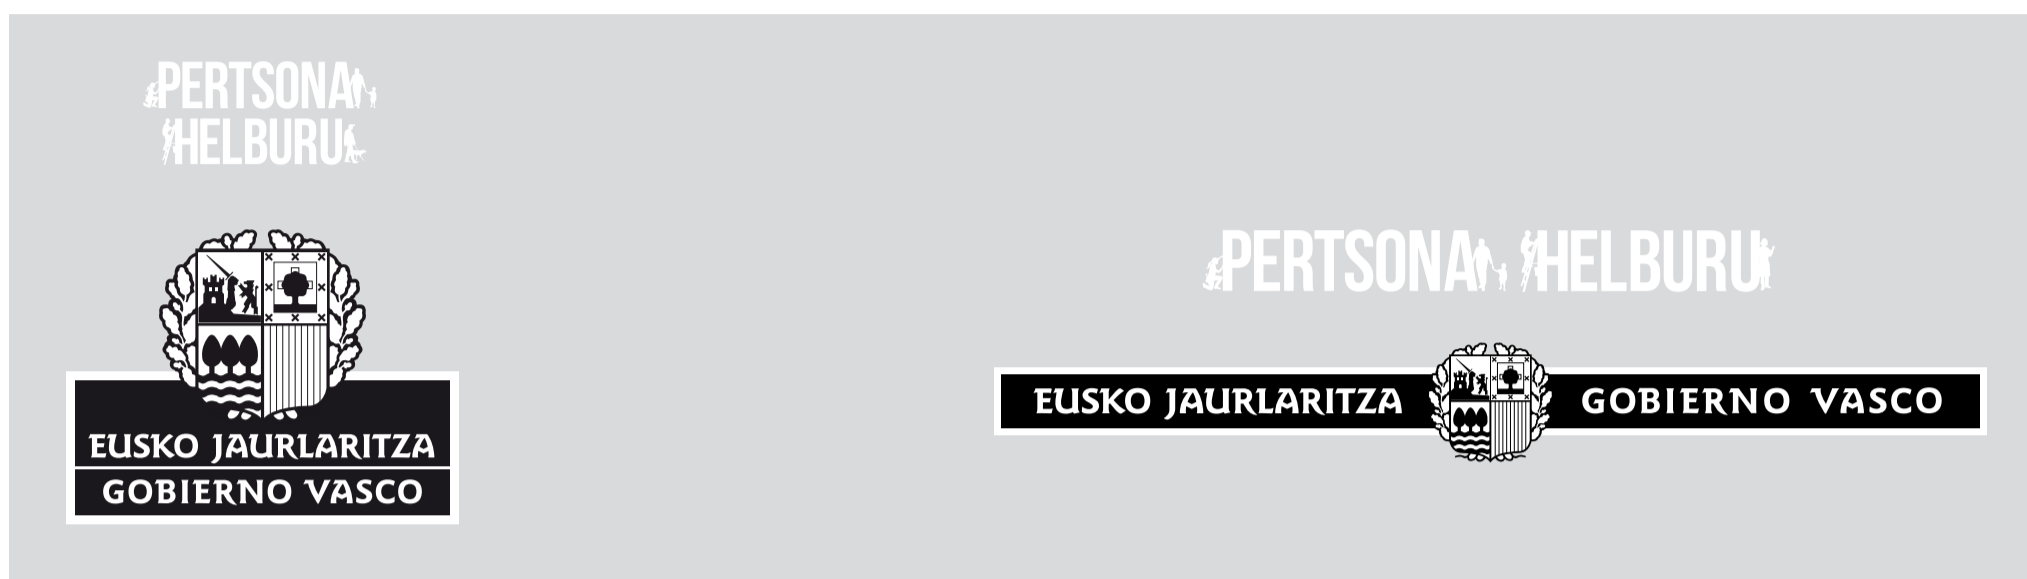 PERTSONA
HELBURU
EUSKO JAURLARITZA
GOBIERNO VASCO
PERTSONA HELBURU
EUSKO JAURLARITZA GOBIERNO VASCO